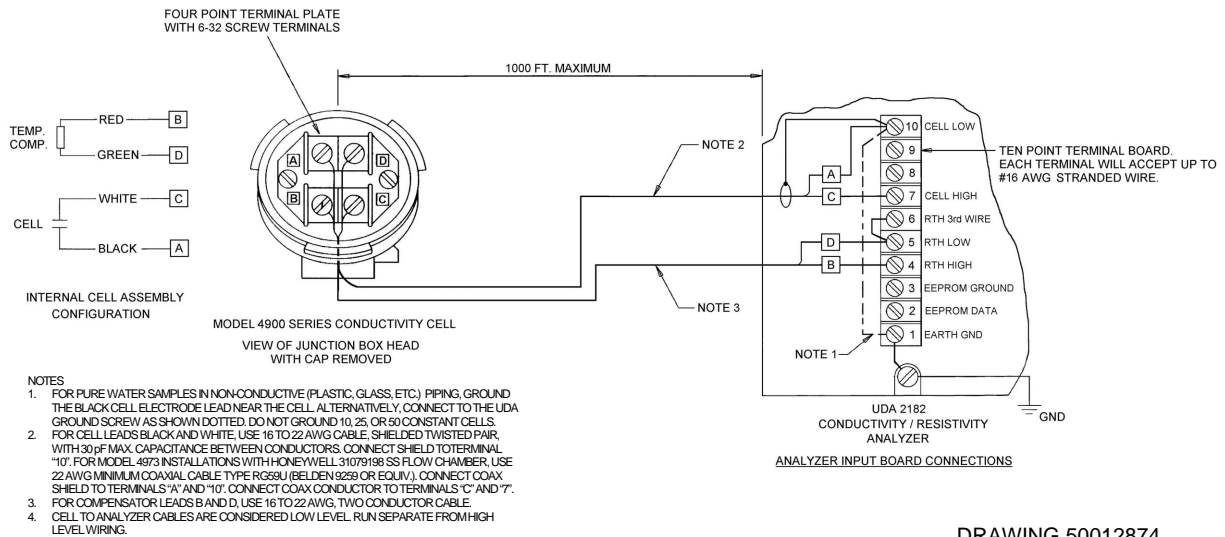 FOUR POINT TERMINAL PLATE
WITH 6-32 SCREW TERMINALS
1000 FT. MAXIMUM
TEMP.
COMP.
RED
B
GREEN
D
WHITE
C
CELL
BLACK
A
INTERNAL CELL ASSEMBLY
CONFIGURATION
A
D
B
C
MODEL 4900 SERIES CONDUCTIVITY CELL
VIEW OF JUNCTION BOX HEAD
WITH CAP REMOVED
NOTE 2
NOTE 3
A
C
D
B
NOTE 1
10 CELL LOW
9
8
7 CELL HIGH
6 RTH 3rd WIRE
5 RTH LOW
4 RTH HIGH
3 EEPROM GROUND
2 EEPROM DATA
1 EARTH GND
TEN POINT TERMINAL BOARD.
EACH TERMINAL WILL ACCEPT UP TO
#16 AWG STRANDED WIRE.
GND
UDA 2182
CONDUCTIVITY / RESISTIVITY
ANALYZER
ANALYZER INPUT BOARD CONNECTIONS
NOTES
1. FOR PURE WATER SAMPLES IN NON-CONDUCTIVE (PLASTIC, GLASS, ETC.) PIPING, GROUND
THE BLACK CELL ELECTRODE LEAD NEAR THE CELL. ALTERNATIVELY, CONNECT TO THE UDA
GROUND SCREW AS SHOWN DOTTED. DO NOT GROUND 10, 25, OR 50 CONSTANT CELLS.
2. FOR CELL LEADS BLACK AND WHITE, USE 16 TO 22 AWG CABLE, SHIELDED TWISTED PAIR,
WITH 30 pF MAX. CAPACITANCE BETWEEN CONDUCTORS. CONNECT SHIELD TOTERMINAL
"10". FOR MODEL 4973 INSTALLATIONS WITH HONEYWELL 31079198 SS FLOW CHAMBER, USE
22 AWG MINIMUM COAXIAL CABLE TYPE RG59U (BELDEN 9259 OR EQUIV.). CONNECT COAX
SHIELD TO TERMINALS "A" AND "10". CONNECT COAX CONDUCTOR TO TERMINALS "C" AND "7".
3. FOR COMPENSATOR LEADS B AND D, USE 16 TO 22 AWG, TWO CONDUCTOR CABLE.
4. CELL TO ANALYZER CABLES ARE CONSIDERED LOW LEVEL. RUN SEPARATE FROM HIGH
LEVEL WIRING.
DRAWING 50012874